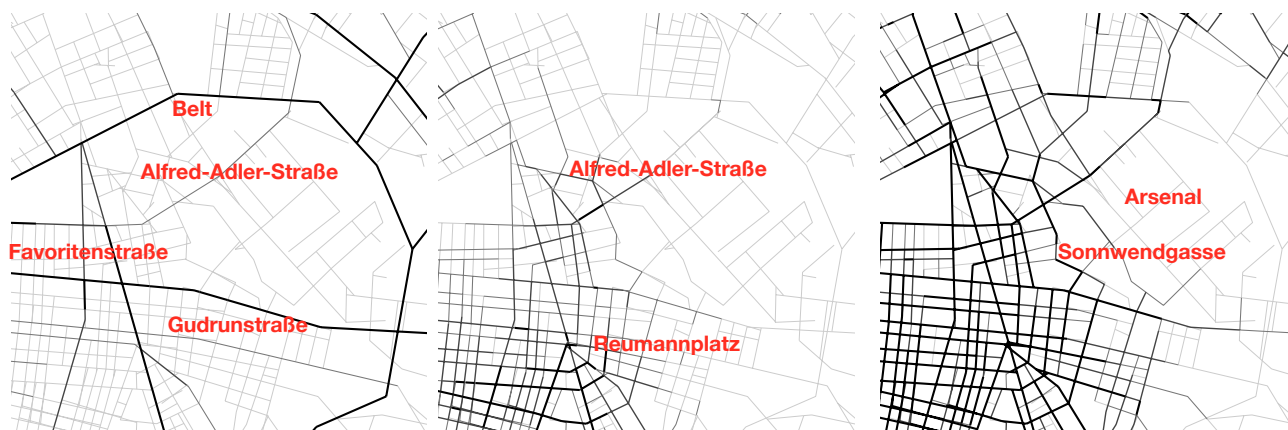 Belt
Alfred-Adler-Straße
Favoritenstraße
Gudrunstraße
Alfred-Adler-Straße
Reumannplatz
Arsenal
Sonnwendgasse